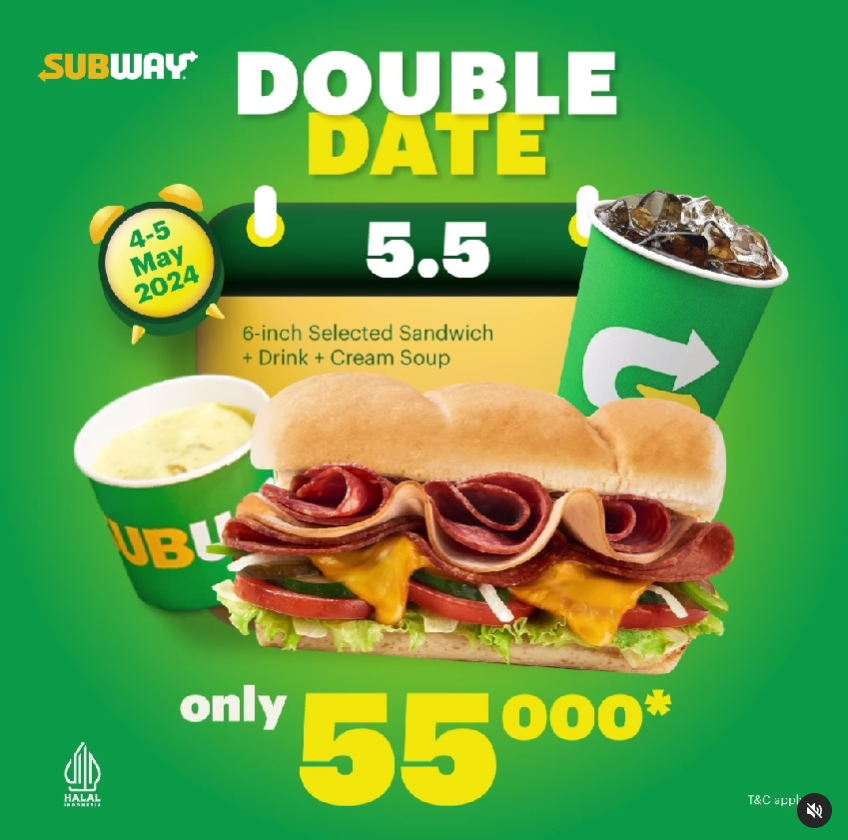 SUBWAY
DOUBLE
DATE
4-5
May
2024
5.5
6-inch Selected Sandwich
+ Drink + Cream Soup
only 55 000*
HALAL
INDONESIA
T&C